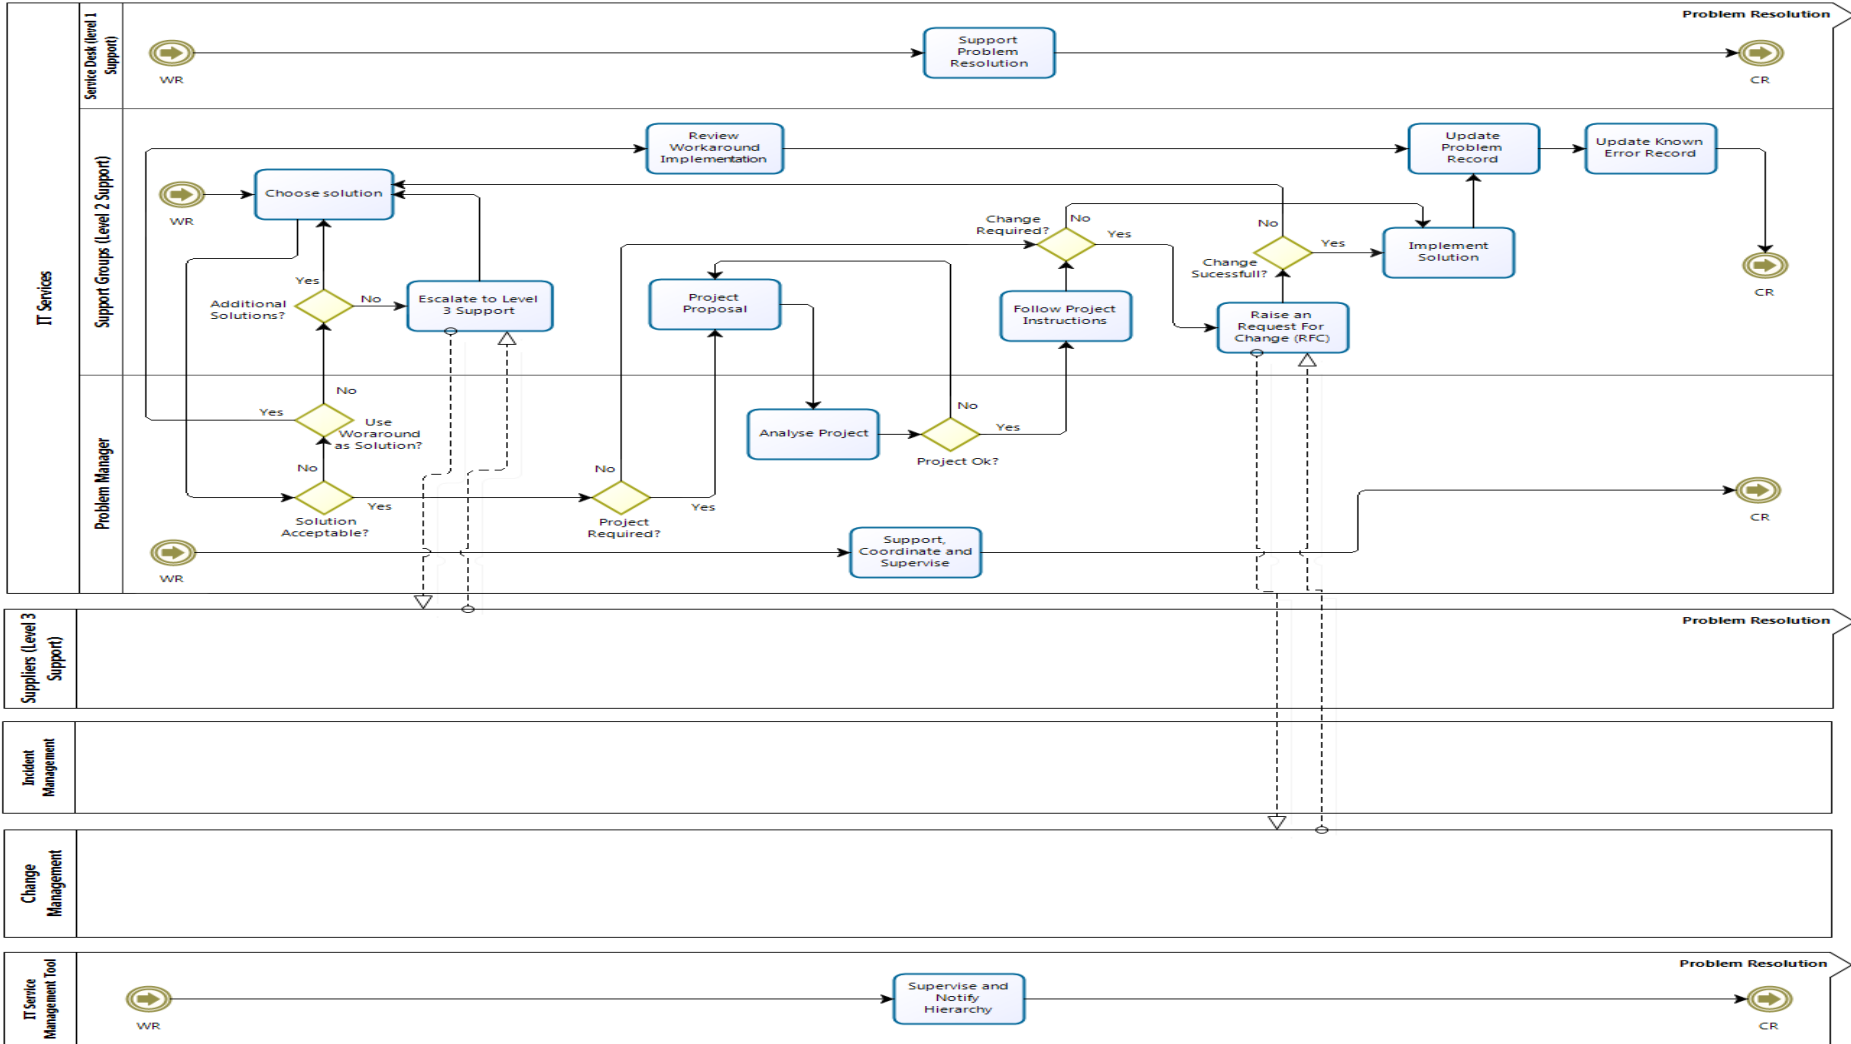 Problem Resolution
IT Services
Service Desk (level 1
Support)
WR
Support
Problem
Resolution
CR
Support Groups (Level 2 Support)
Review
Workaround
Implementation
Update
Problem
Record
Update Known
Error Record
Choose solution
WR
Change
Required?
No
Yes
No
Yes
Change
Sucessfull?
Implement
Solution
CR
Yes
Additional
Solutions?
No
Escalate to Level
3 Support
Project
Proposal
Follow Project
Instructions
Raise an
Request For
Change (RFC)
Problem Manager
No
Yes
Use
Woraround
as Solution?
No
Yes
Solution
Acceptable?
No
Yes
Project
Required?
Analyse Project
No
Yes
Project Ok?
CR
WR
Support,
Coordinate and
Supervise
Suppliers (Level 3
Support)
Problem Resolution
Incident
Management
Change
Management
IT Service
Management Tool
Problem Resolution
WR
Supervise and
Notify
Hierarchy
CR